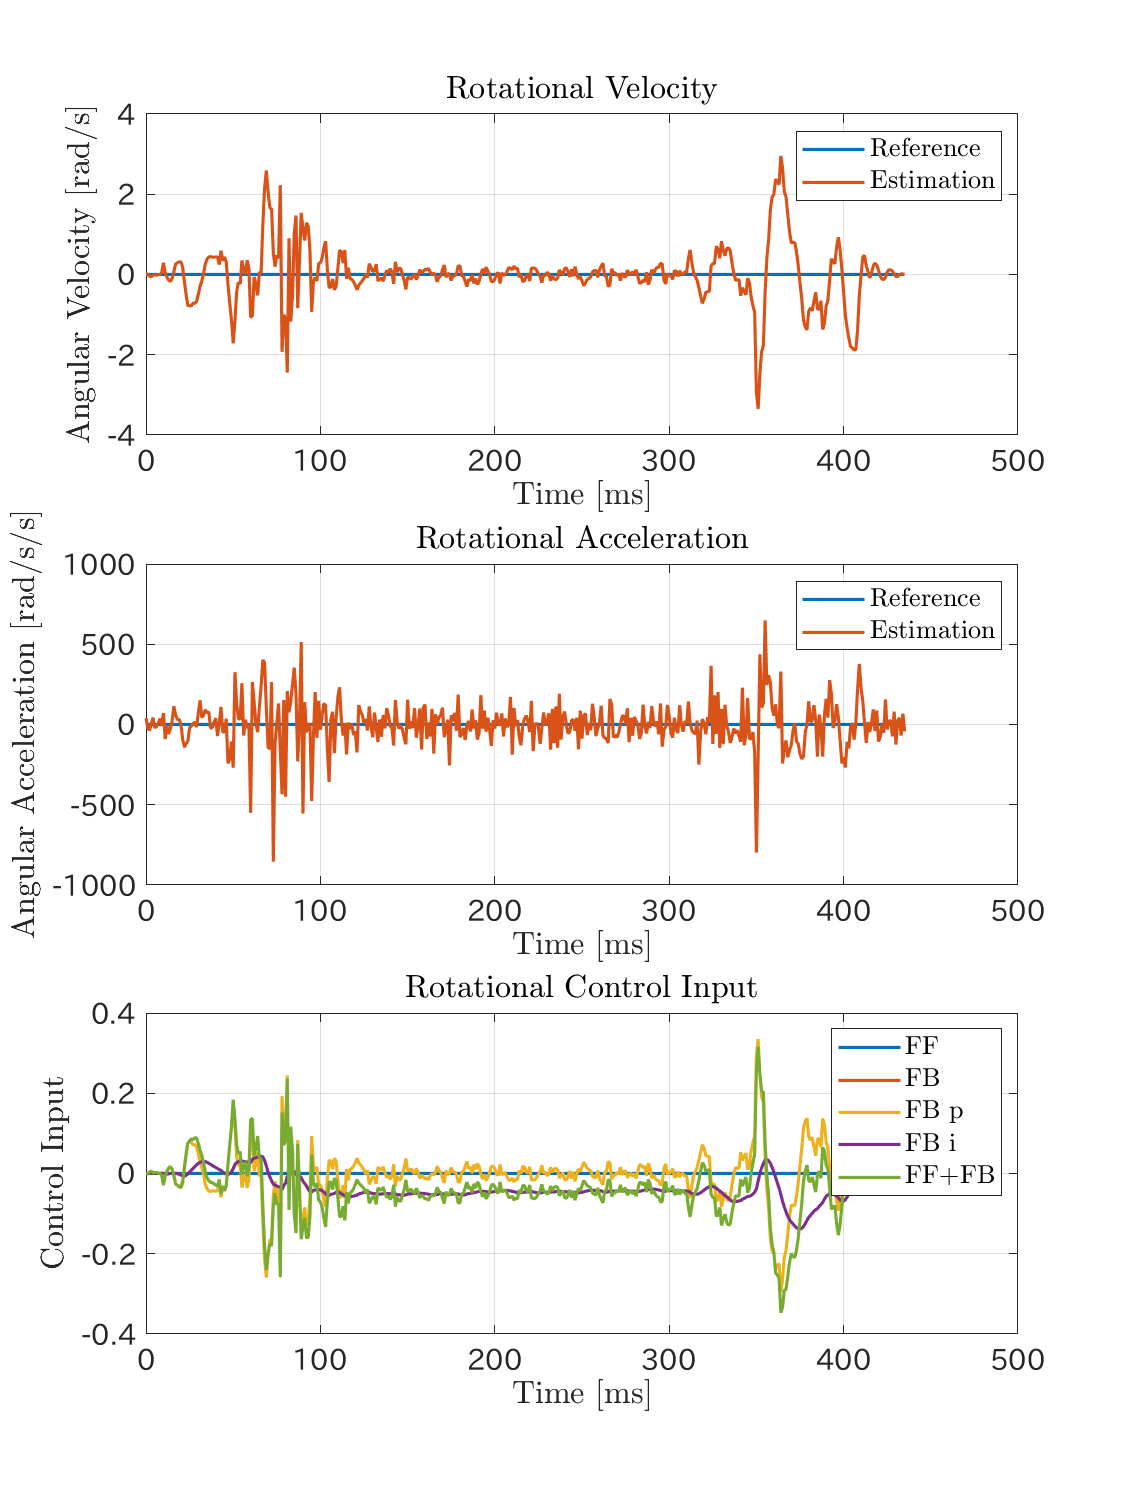 Rotational Velocity
Angular Velocity [rad/s]
4
2
0
-2
-4
Reference
Estimation
0 100 200 300 400 500
Time [ms]
Rotational Acceleration
Angular Acceleration [rad/s/s]
1000
500
0
-500
-1000
Reference
Estimation
0 100 200 300 400 500
Time [ms]
Rotational Control Input
Control Input
0.4
0.2
0
-0.2
-0.4
FF
FB
FB p
FB i
FF+FB
0 100 200 300 400 500
Time [ms]